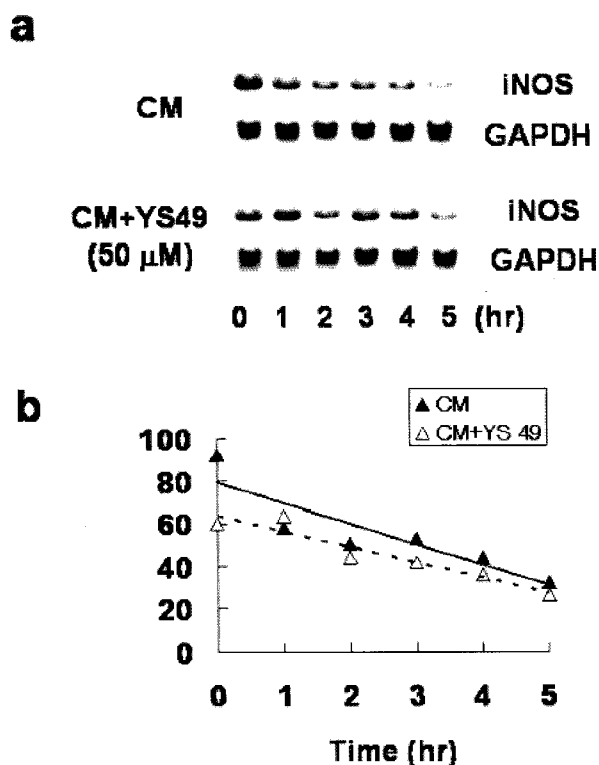 a
CM
iNOS
GAPDH
CM+YS49
(50 μM)
iNOS
GAPDH
0 1 2 3 4 5 (hr)
b
▲ CM
△ CM+YS 49
100
80
60
40
20
0
0 1 2 3 4 5
Time (hr)